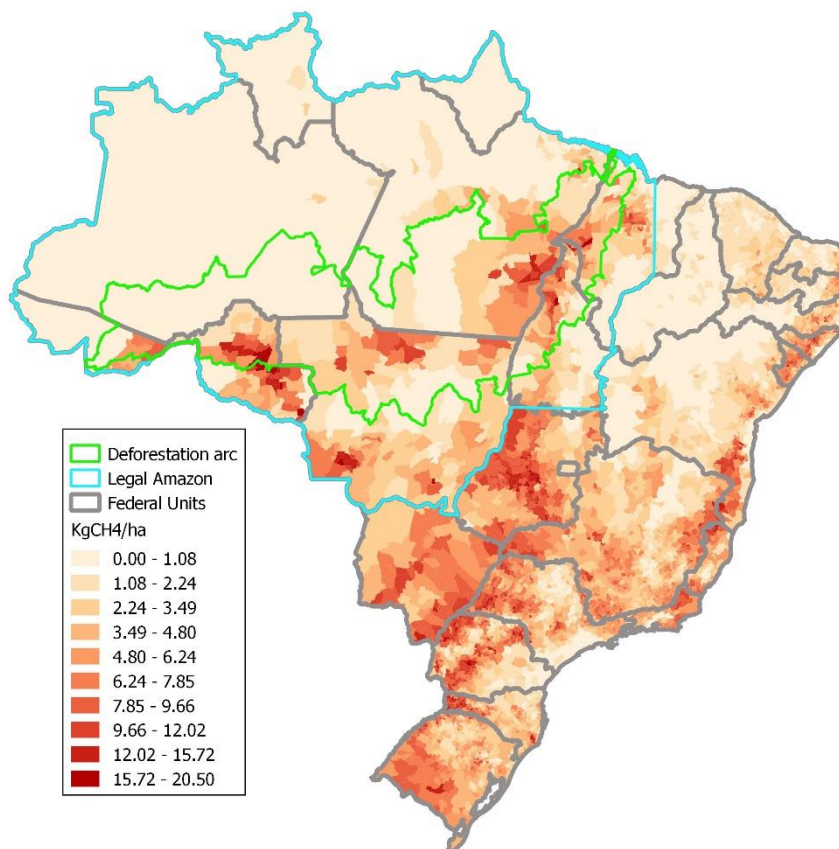 Deforestation arc
Legal Amazon
Federal Units
KgCH4/ha
0.00 - 1.08
1.08 - 2.24
2.24 - 3.49
3.49 - 4.80
4.80 - 6.24
6.24 - 7.85
7.85 - 9.66
9.66 - 12.02
12.02 - 15.72
15.72 - 20.50